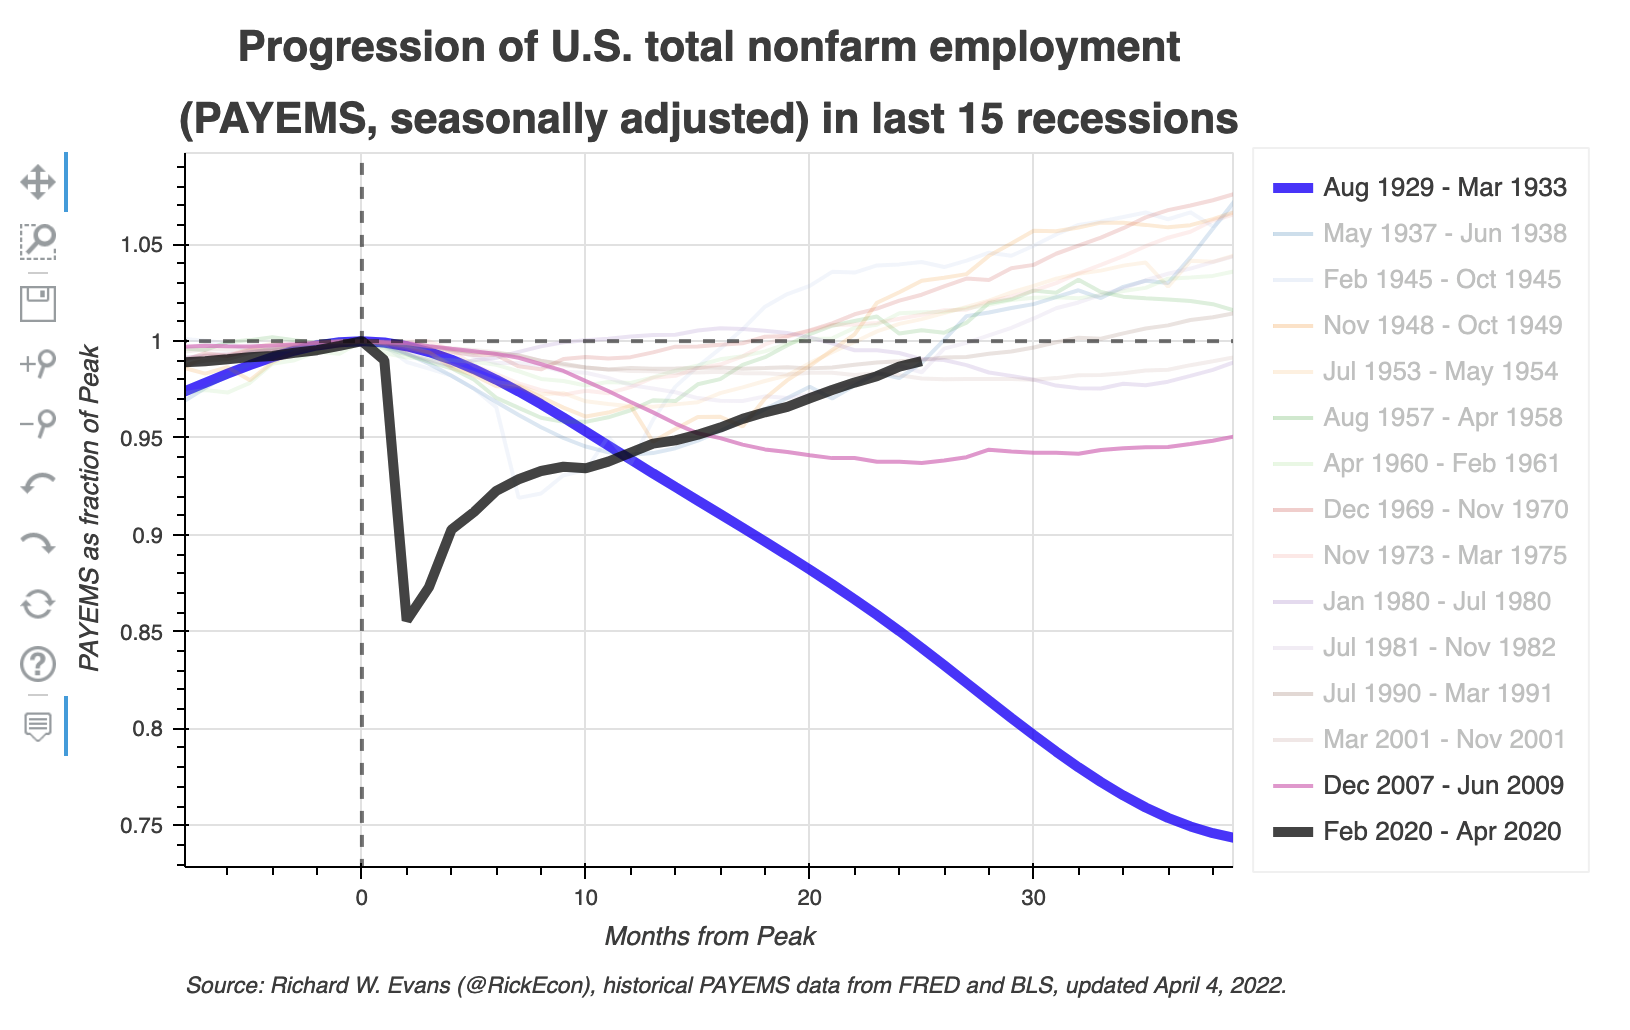 Progression of U.S. total nonfarm employment
(PAYEMS, seasonally adjusted) in last 15 recessions
PAYEMS as fraction of Peak
1.05
1
0.95
0.9
0.85
0.8
0.75
0
10
20
30
Months from Peak
Aug 1929 - Mar 1933
May 1937 - Jun 1938
Feb 1945 - Oct 1945
Nov 1948 - Oct 1949
Jul 1953 - May 1954
Aug 1957 - Apr 1958
Apr 1960 - Feb 1961
Dec 1969 - Nov 1970
Nov 1973 - Mar 1975
Jan 1980 - Jul 1980
Jul 1981 - Nov 1982
Jul 1990 - Mar 1991
Mar 2001 - Nov 2001
Dec 2007 - Jun 2009
Feb 2020 - Apr 2020
Source: Richard W. Evans (@RickEcon), historical PAYEMS data from FRED and BLS, updated April 4, 2022.